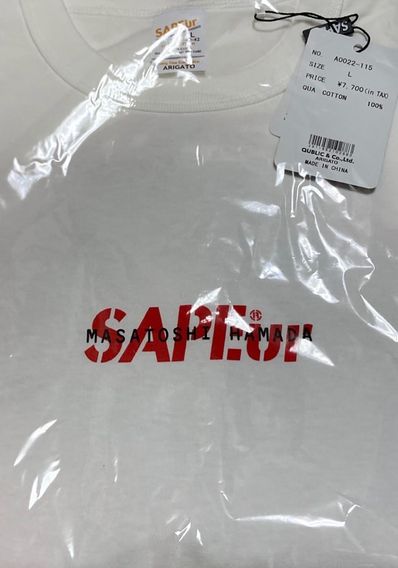 SAPEur
L
ARIGATO
NO. A0022-115
SIZE L
PRICE ¥7,700(in TAX)
QUA COTTON 100%
QUBLIC & Co.,Ltd.
ARIGATO
MADE IN CHINA
SAPEur
MASATOSHI HAMADA